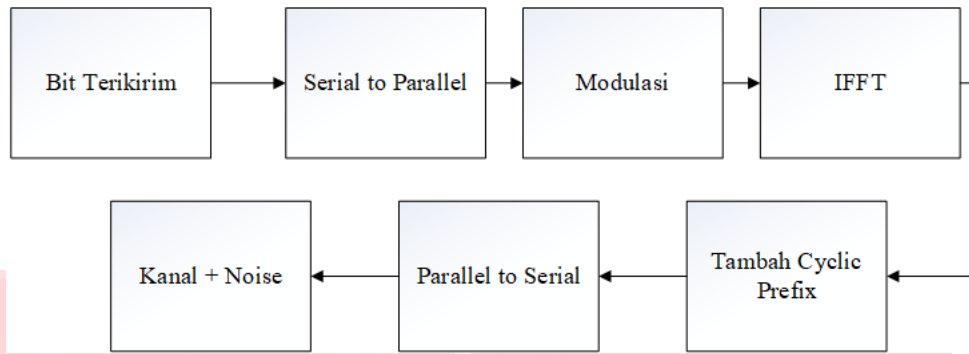 Bit Terikirim
Serial to Parallel
Modulasi
IFFT
Kanal + Noise
Parallel to Serial
Tambah Cyclic
Prefix